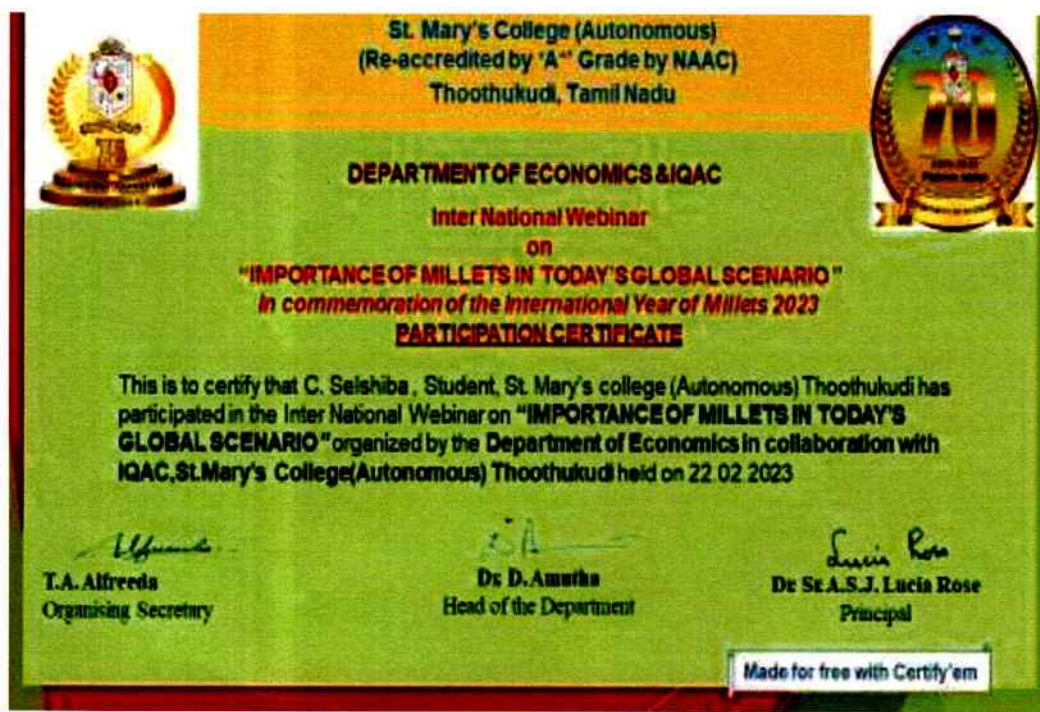 St. Mary's College (Autonomous)
(Re-accredited by 'A+' Grade by NAAC)
Thoothukudi, Tamil Nadu
75
70
DEPARTMENT OF ECONOMICS & IQAC
Inter National Webinar
on
"IMPORTANCE OF MILLETS IN TODAY'S GLOBAL SCENARIO"
in commemoration of the International Year of Millets 2023
PARTICIPATION CERTIFICATE
This is to certify that C. Selshiba , Student, St. Mary's college (Autonomous) Thoothukudi has
participated in the Inter National Webinar on "IMPORTANCE OF MILLETS IN TODAY'S
GLOBAL SCENARIO" organized by the Department of Economics in collaboration with
IQAC,St.Mary's College(Autonomous) Thoothukudi held on 22.02.2023
Lucia Rose
T.A. Alfreeda
Dr. D. Amutha
Dr. Sr.A.S.J. Lucia Rose
Organising Secretary
Head of the Department
Principal
Made for free with Certify'em